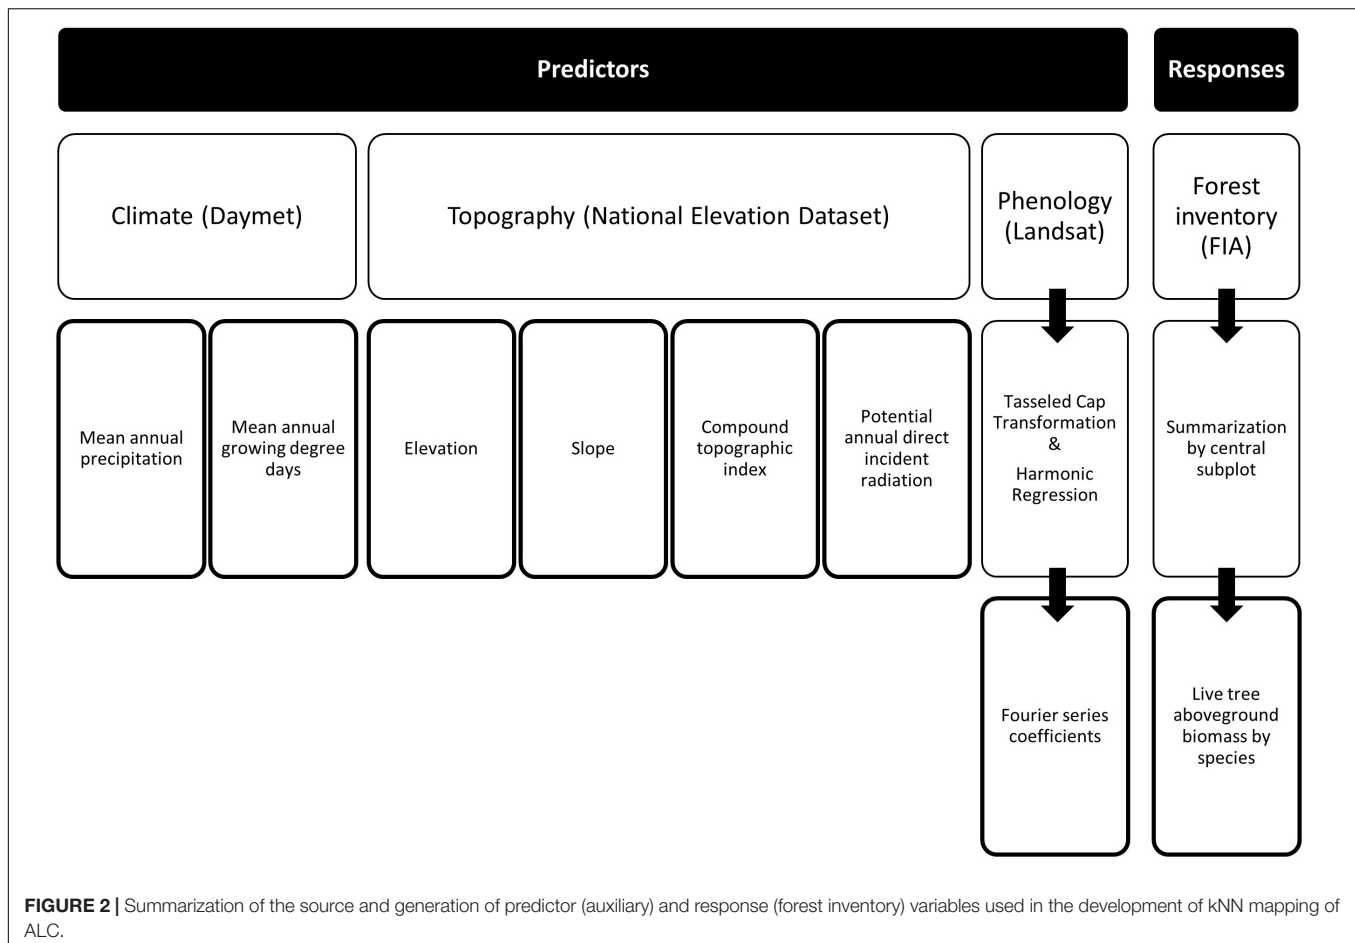 Predictors
Responses
Climate (Daymet)
Topography (National Elevation Dataset)
Phenology
(Landsat)
Forest
inventory
(FIA)
Mean annual
precipitation
Mean annual
growing degree
days
Elevation
Slope
Compound
topographic
index
Potential
annual direct
incident
radiation
Tasseled Cap
Transformation
&
Harmonic
Regression
Summarization
by central
subplot
Fourier series
coefficients
Live tree
aboveground
biomass by
species
FIGURE 2 | Summarization of the source and generation of predictor (auxiliary) and response (forest inventory) variables used in the development of kNN mapping of
ALC.